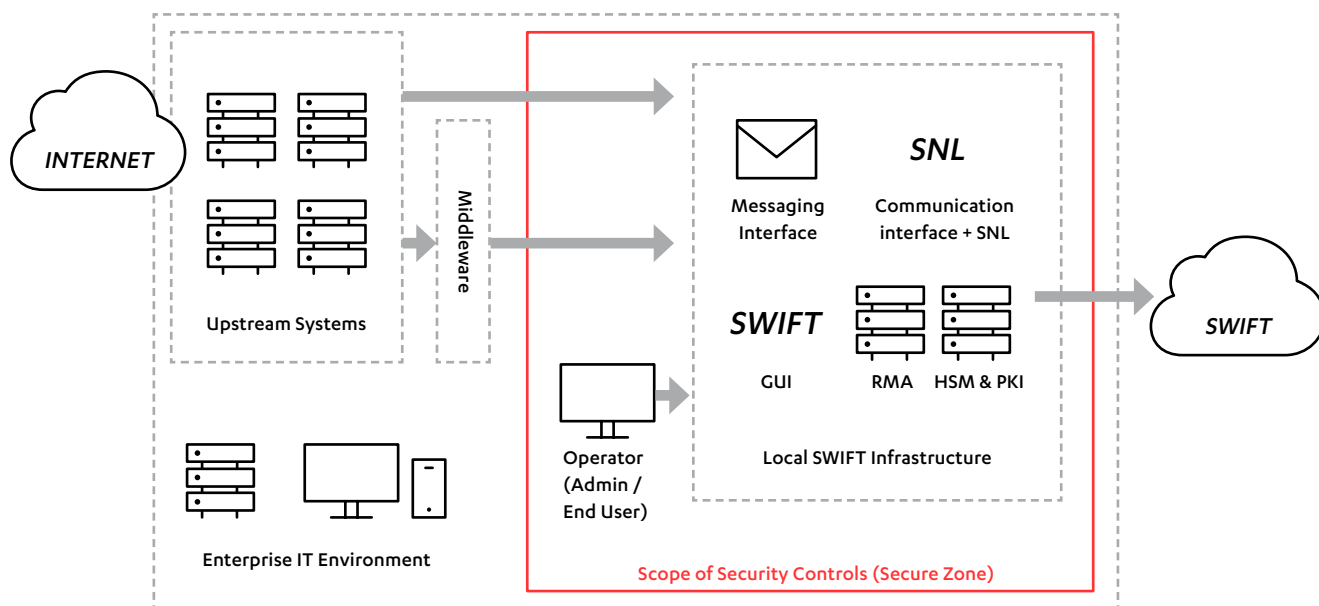 INTERNET
Upstream Systems
Middleware
Messaging
Interface
SNL
Communication
interface + SNL
SWIFT
GUI
RMA
HSM & PKI
Local SWIFT Infrastructure
Operator
(Admin /
End User)
SWIFT
Enterprise IT Environment
Scope of Security Controls (Secure Zone)